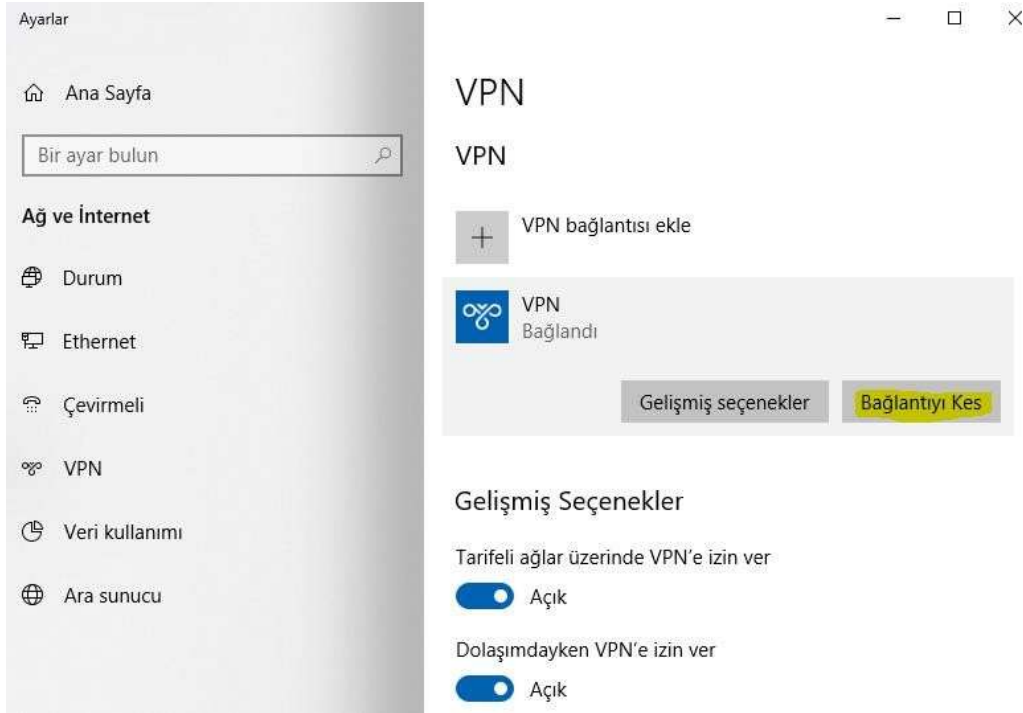 Ayarlar
Ana Sayfa
Bir ayar bulun
Ağ ve İnternet
Durum
Ethernet
Çevirmeli
VPN
Veri kullanımı
Ara sunucu
VPN
VPN
VPN bağlantısı ekle
VPN
Bağlandı
Gelişmiş seçenekler
Bağlantıyı Kes
Gelişmiş Seçenekler
Tarifeli ağlar üzerinde VPN'e izin ver
Açık
Dolaşımdayken VPN'e izin ver
Açık